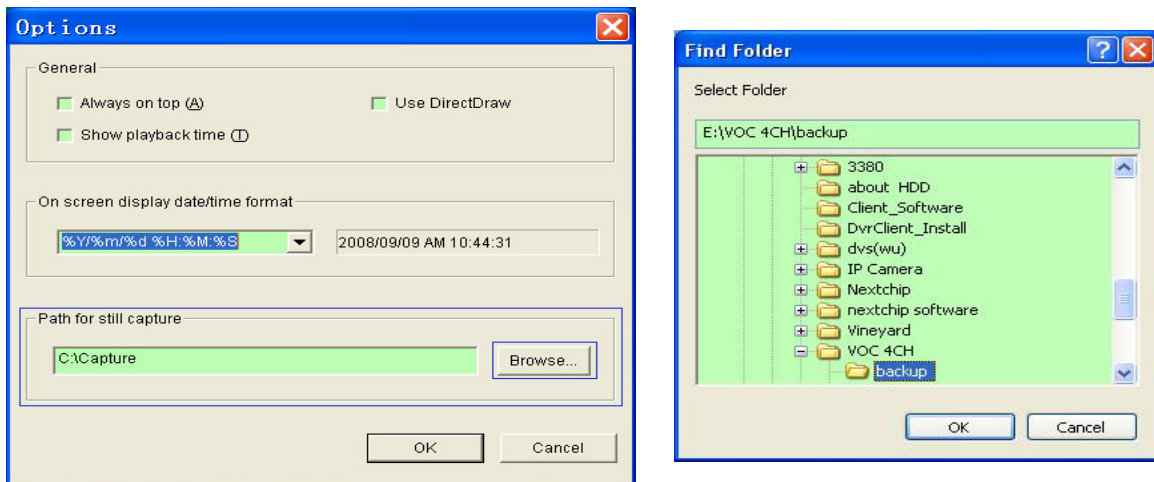 Options
General
Always on top (A)
Use DirectDraw
Show playback time (T)
On screen display date/time format
%Y/%m/%d %H:%M:%S
2008/09/09 AM 10:44:31
Path for still capture
C:\Capture
Browse...
OK
Cancel
Find Folder
Select Folder
E:\VOC 4CH\backup
3380
about HDD
Client_Software
DvrClient_Install
dvs(wu)
IP Camera
Nextchip
nextchip software
Vineyard
VOC 4CH
backup
OK
Cancel